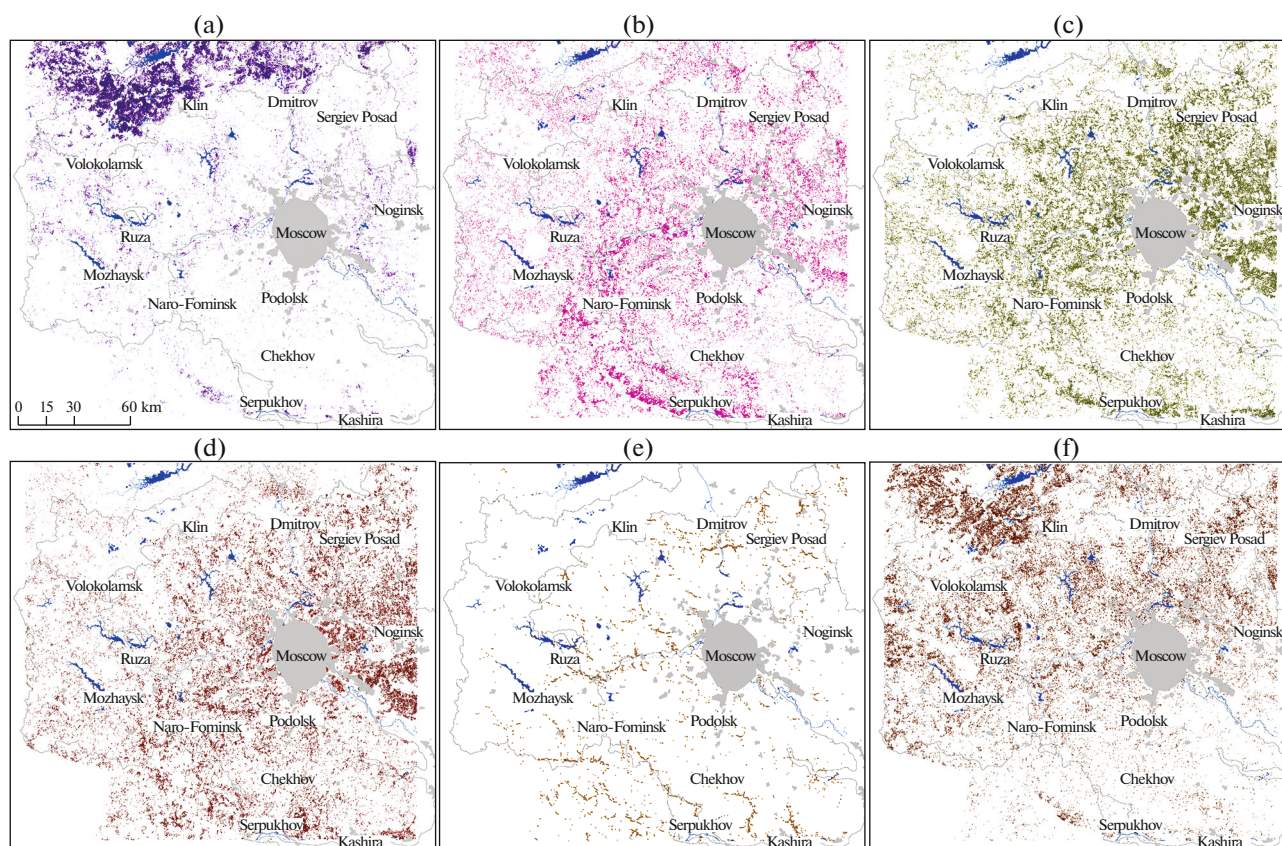 (a)
(b)
(c)
Klin
Dmitrov
Sergiev Posad
Volokolamsk
Noginsk
Ruza
Moscow
Mozhaysk
Naro-Fominsk
Podolsk
Chekhov
0 15 30 60 km
Serpukhov
Kashira
Klin
Dmitrov
Sergiev Posad
Volokolamsk
Noginsk
Ruza
Moscow
Mozhaysk
Naro-Fominsk
Podolsk
Chekhov
Serpukhov
Kashira
Klin
Dmitrov
Sergiev Posad
Volokolamsk
Noginsk
Ruza
Moscow
Mozhaysk
Naro-Fominsk
Podolsk
Chekhov
Serpukhov
Kashira
(d)
(e)
(f)
Klin
Dmitrov
Sergiev Posad
Volokolamsk
Noginsk
Ruza
Moscow
Mozhaysk
Naro-Fominsk
Podolsk
Chekhov
Serpukhov
Kashira
Klin
Dmitrov
Sergiev Posad
Volokolamsk
Noginsk
Ruza
Moscow
Mozhaysk
Naro-Fominsk
Podolsk
Chekhov
Serpukhov
Kashira
Klin
Dmitrov
Sergiev Posad
Volokolamsk
Noginsk
Ruza
Moscow
Mozhaysk
Naro-Fominsk
Podolsk
Chekhov
Serpukhov
Kashira